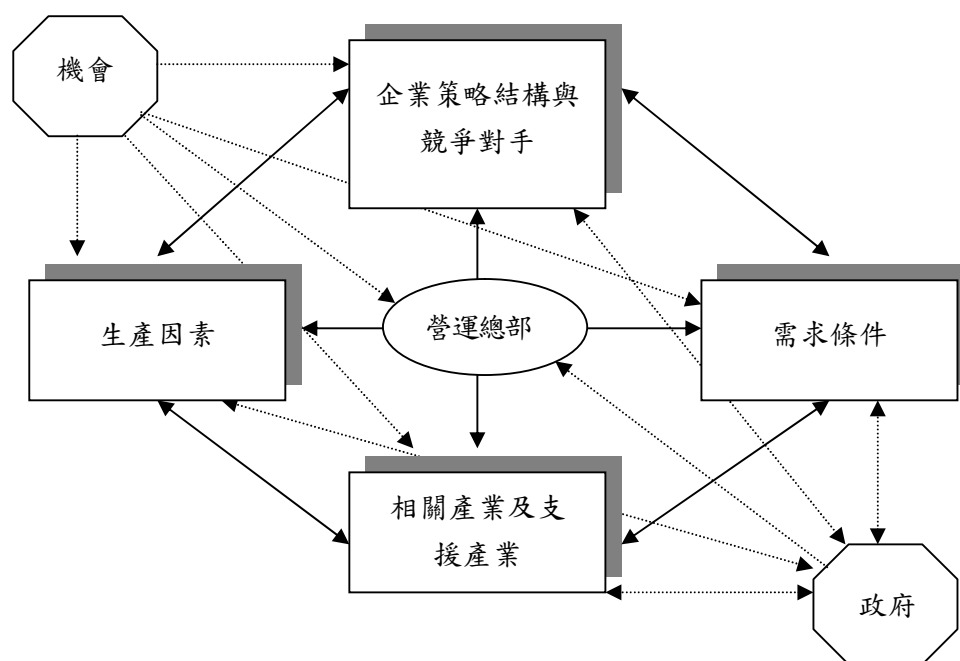 機會
企業策略結構與
競爭對手
生產因素
營運總部
需求條件
相關產業及支
援產業
政府